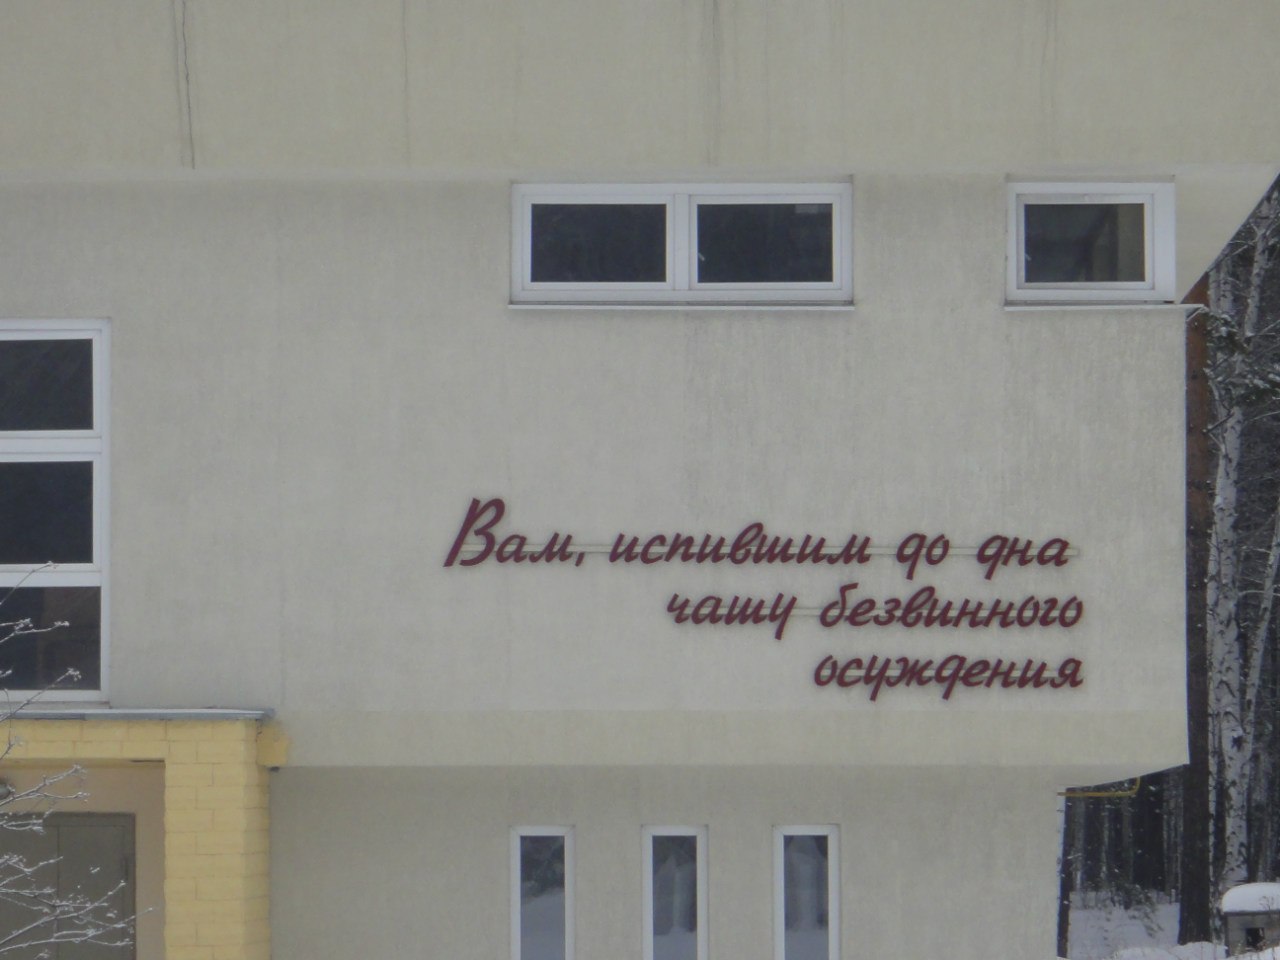 Вам, испившим до дна
чашу безвинного
осуждения